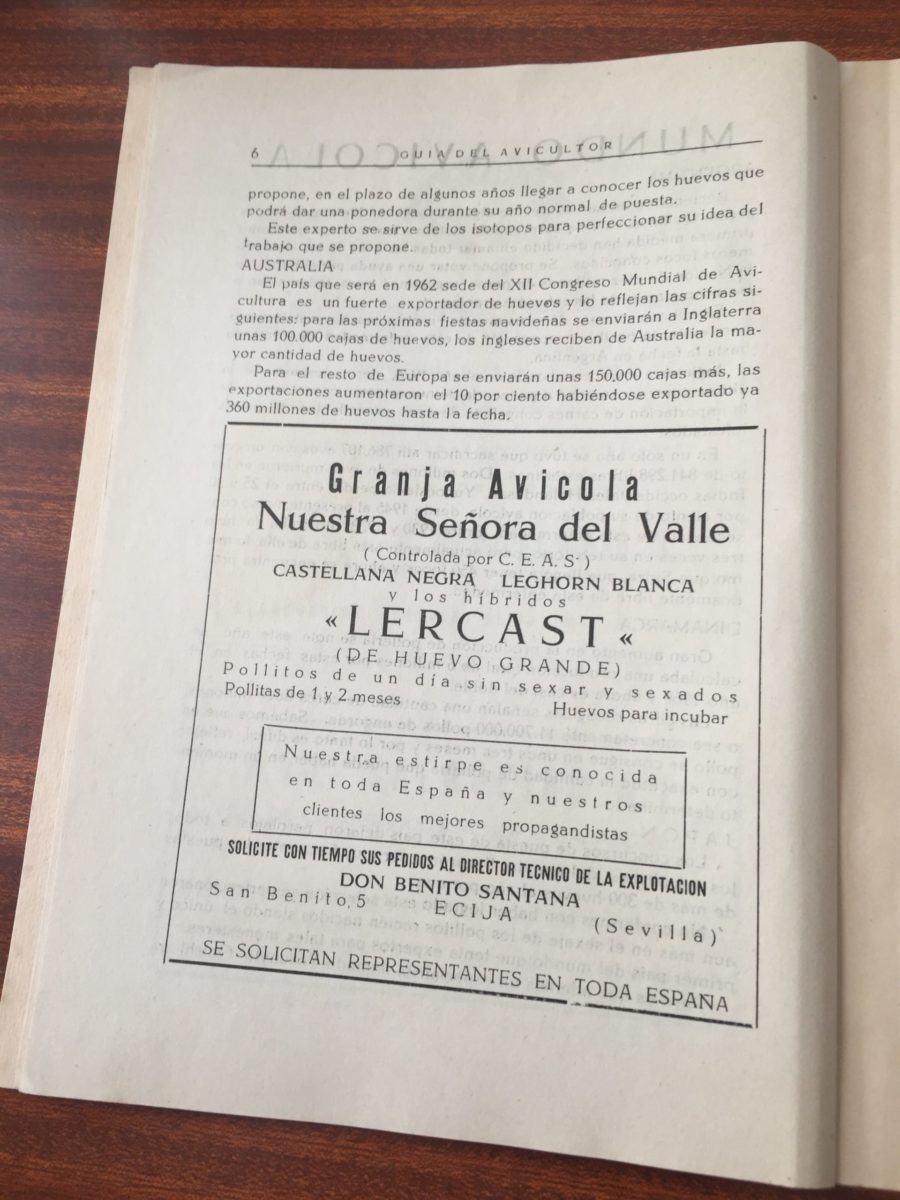 6 GUIA DEL AVICULTOR
propone, en el plazo de algunos años llegar a conocer los huevos que
podrá dar una ponedora durante su año normal de puesta.
Este experto se sirve de los isotopos para perfeccionar su idea del
trabajo que se propone.
AUSTRALIA
El país que será en 1962 sede del XII Congreso Mundial de Avi-
cultura es un fuerte exportador de huevos y lo reflejan las cifras si-
guientes: para las próximas fiestas navideñas se enviarán a Inglaterra
unas 100.000 cajas de huevos, los ingleses reciben de Australia la ma-
yor cantidad de huevos.
Para el resto de Europa se enviarán unas 150.000 cajas más, las
exportaciones aumentaron el 10 por ciento habiéndose exportado ya
360 millones de huevos hasta la fecha.
Granja Avicola
Nuestra Señora del Valle
( Controlada por C. E. A. S· )
CASTELLANA NEGRA LEGHORN BLANCA
y los híbridos
« LERCAST «
(DE HUEVO GRANDE)
Pollitos de un día sin sexar y sexados
Pollitas de 1 y 2 meses Huevos para incubar
Nuestra estirpe es conocida
en toda España y nuestros
clientes los mejores propagandistas
SOLICITE CON TIEMPO SUS PEDIDOS AL DIRECTOR TECNICO DE LA EXPLOTACION
DON BENITO SANTANA
San Benito, 5 ECIJA (Sevilla)
SE SOLICITAN REPRESENTANTES EN TODA ESPAÑA